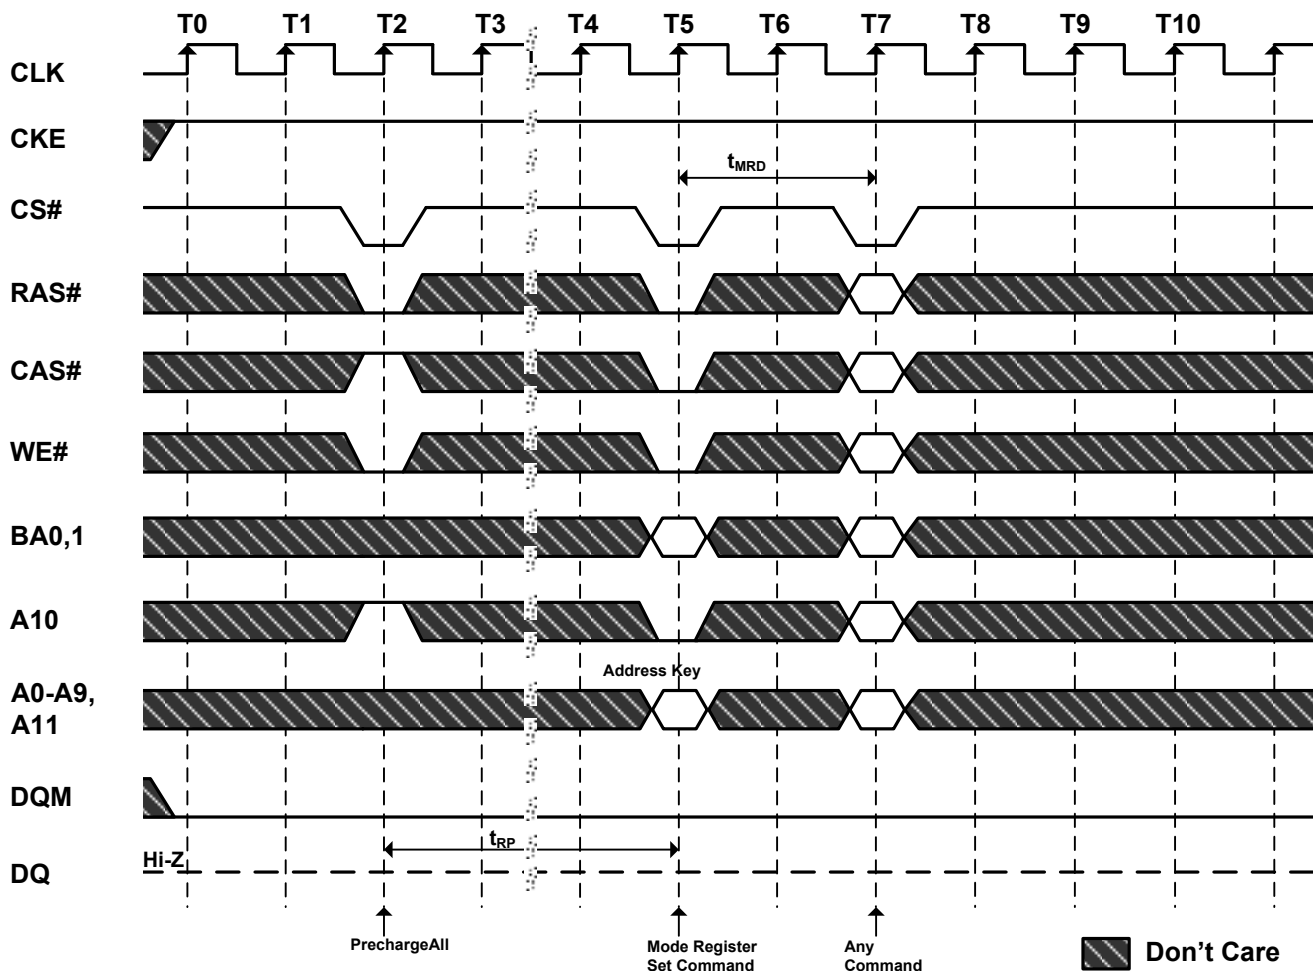 T0 T1 T2 T3 T4 T5 T6 T7 T8 T9 T10
CLK
CKE
tMRD
CS#
RAS#
CAS#
WE#
BA0,1
A10
Address Key
A0-A9,
A11
DQM
tRP
Hi-Z
DQ
PrechargeAll
Mode Register
Set Command
Any
Command
Don't Care